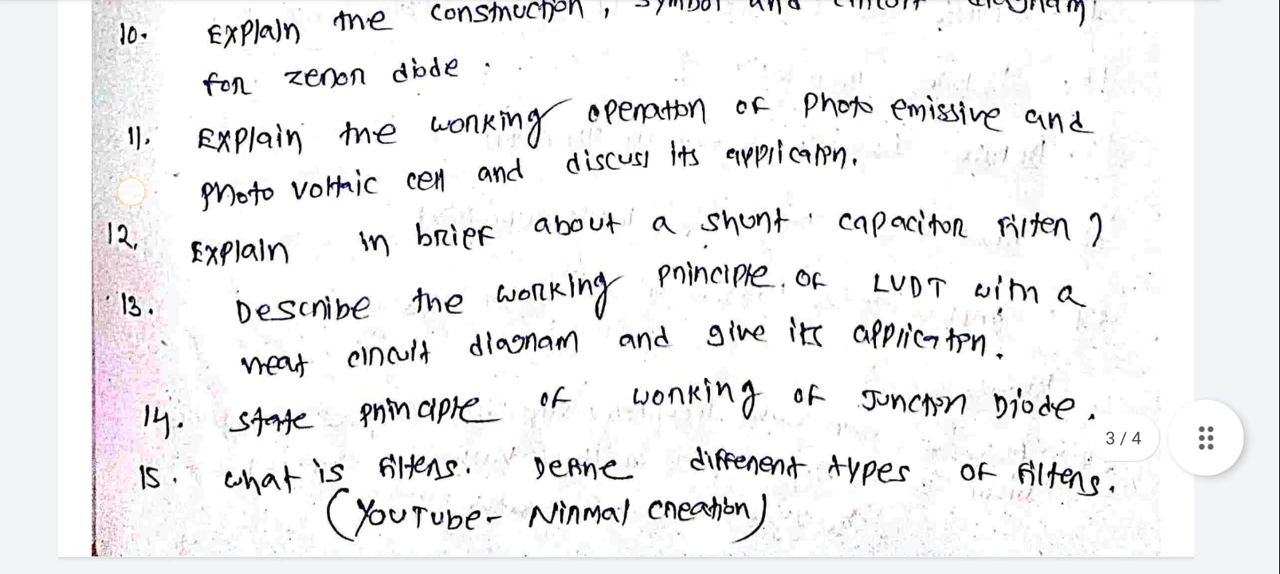 10. Explain the construction, symbol and circuit diagram
for zenor diode.
11. Explain the working operation of photo emissive and
photo voltaic cell and discuss its application.
12. Explain in brief about a shunt capacitor filter?
13. Describe the working principle of LVDT with a
neat circuit diagram and give its application.
14. state principle of working of Junction Diode.
3 / 4
15. what is filters. Define different types of filters.
(YouTube - Nirmal creation)